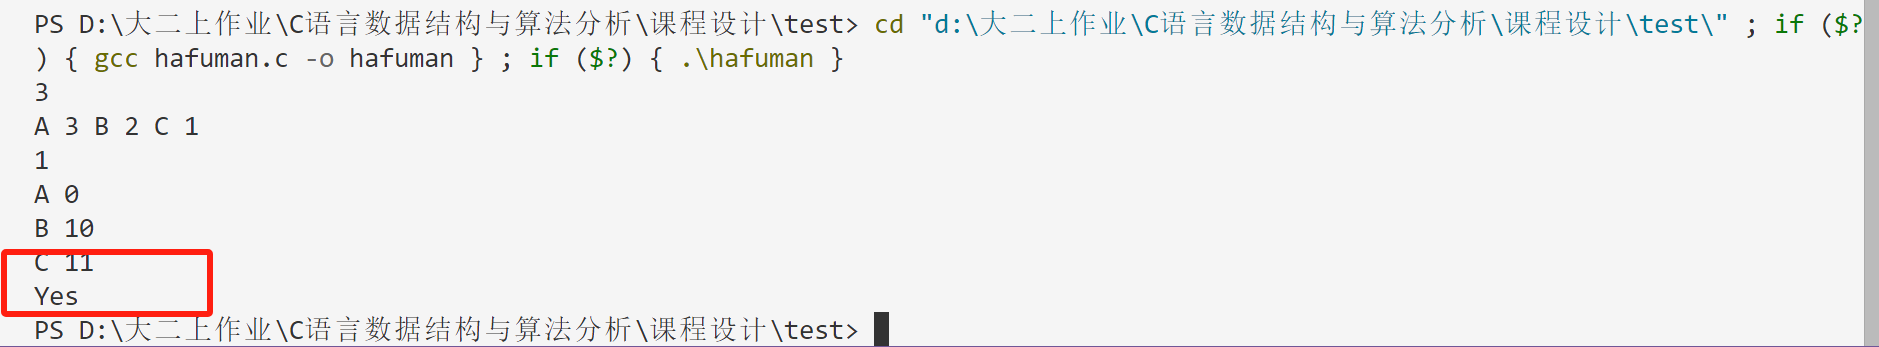 PS D:\大二上作业\C语言数据结构与算法分析\课程设计\test> cd "d:\大二上作业\C语言数据结构与算法分析\课程设计\test\" ; if ($?
) { gcc hafuman.c -o hafuman } ; if ($?) { .\hafuman }
3
A 3 B 2 C 1
1
A 0
B 10
C 11
Yes
PS D:\大二上作业\C语言数据结构与算法分析\课程设计\test>